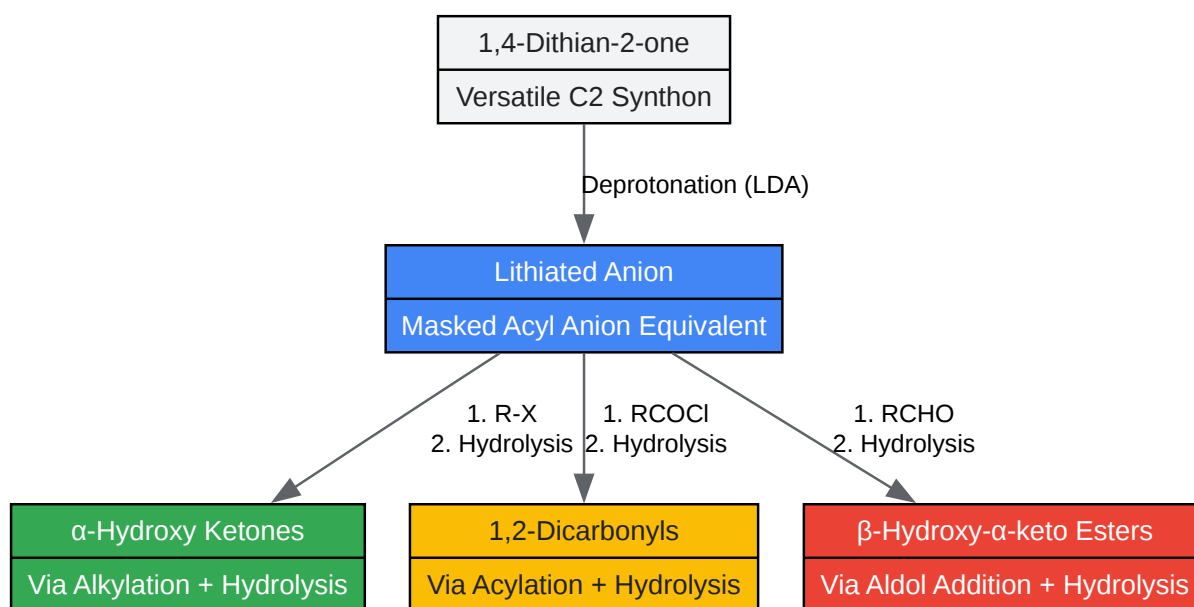 1,4-Dithian-2-one
Versatile C2 Synthon
Deprotonation (LDA)
Lithiated Anion
Masked Acyl Anion Equivalent
1. R-X
2. Hydrolysis
1. RCOCl
2. Hydrolysis
1. RCHO
2. Hydrolysis
α-Hydroxy Ketones
Via Alkylation + Hydrolysis
1,2-Dicarbonyls
Via Acylation + Hydrolysis
β-Hydroxy-α-keto Esters
Via Aldol Addition + Hydrolysis